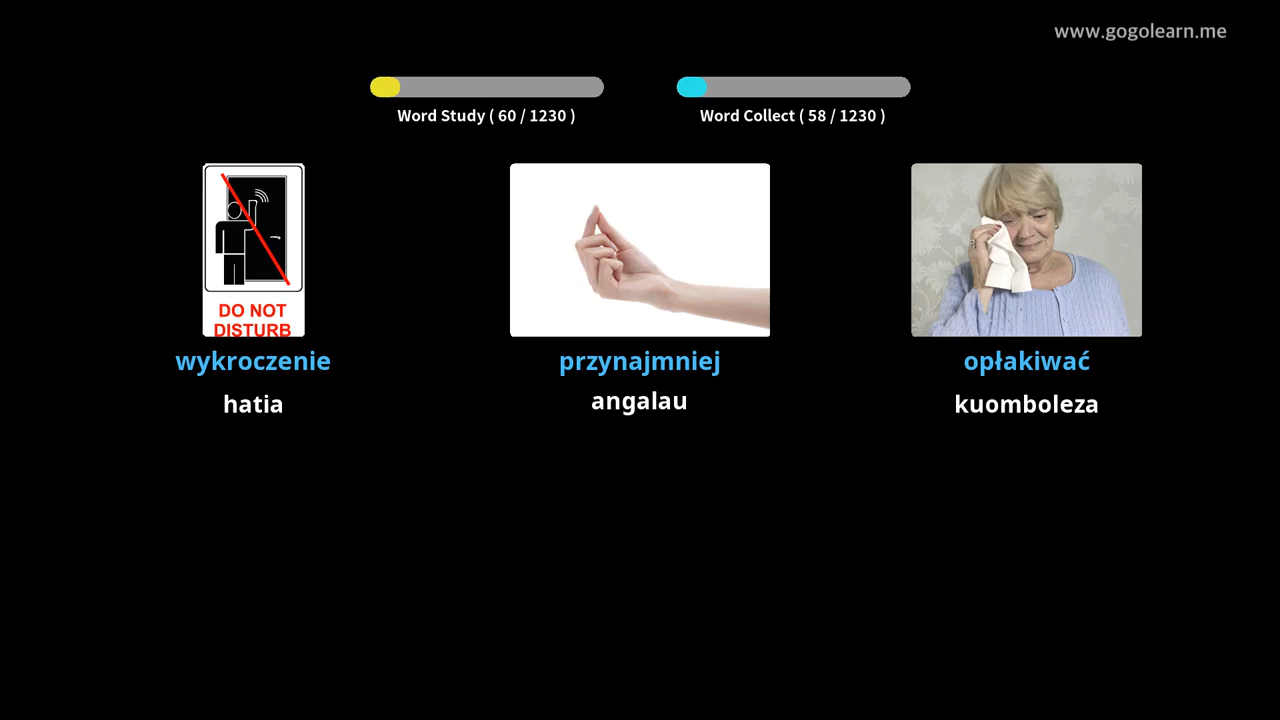 www.gogolearn.me
Word Study ( 60 / 1230 )
Word Collect ( 58 / 1230 )
DO NOT
DISTURB
wykroczenie
przynajmniej
opłakiwać
hatia
angalau
kuomboleza